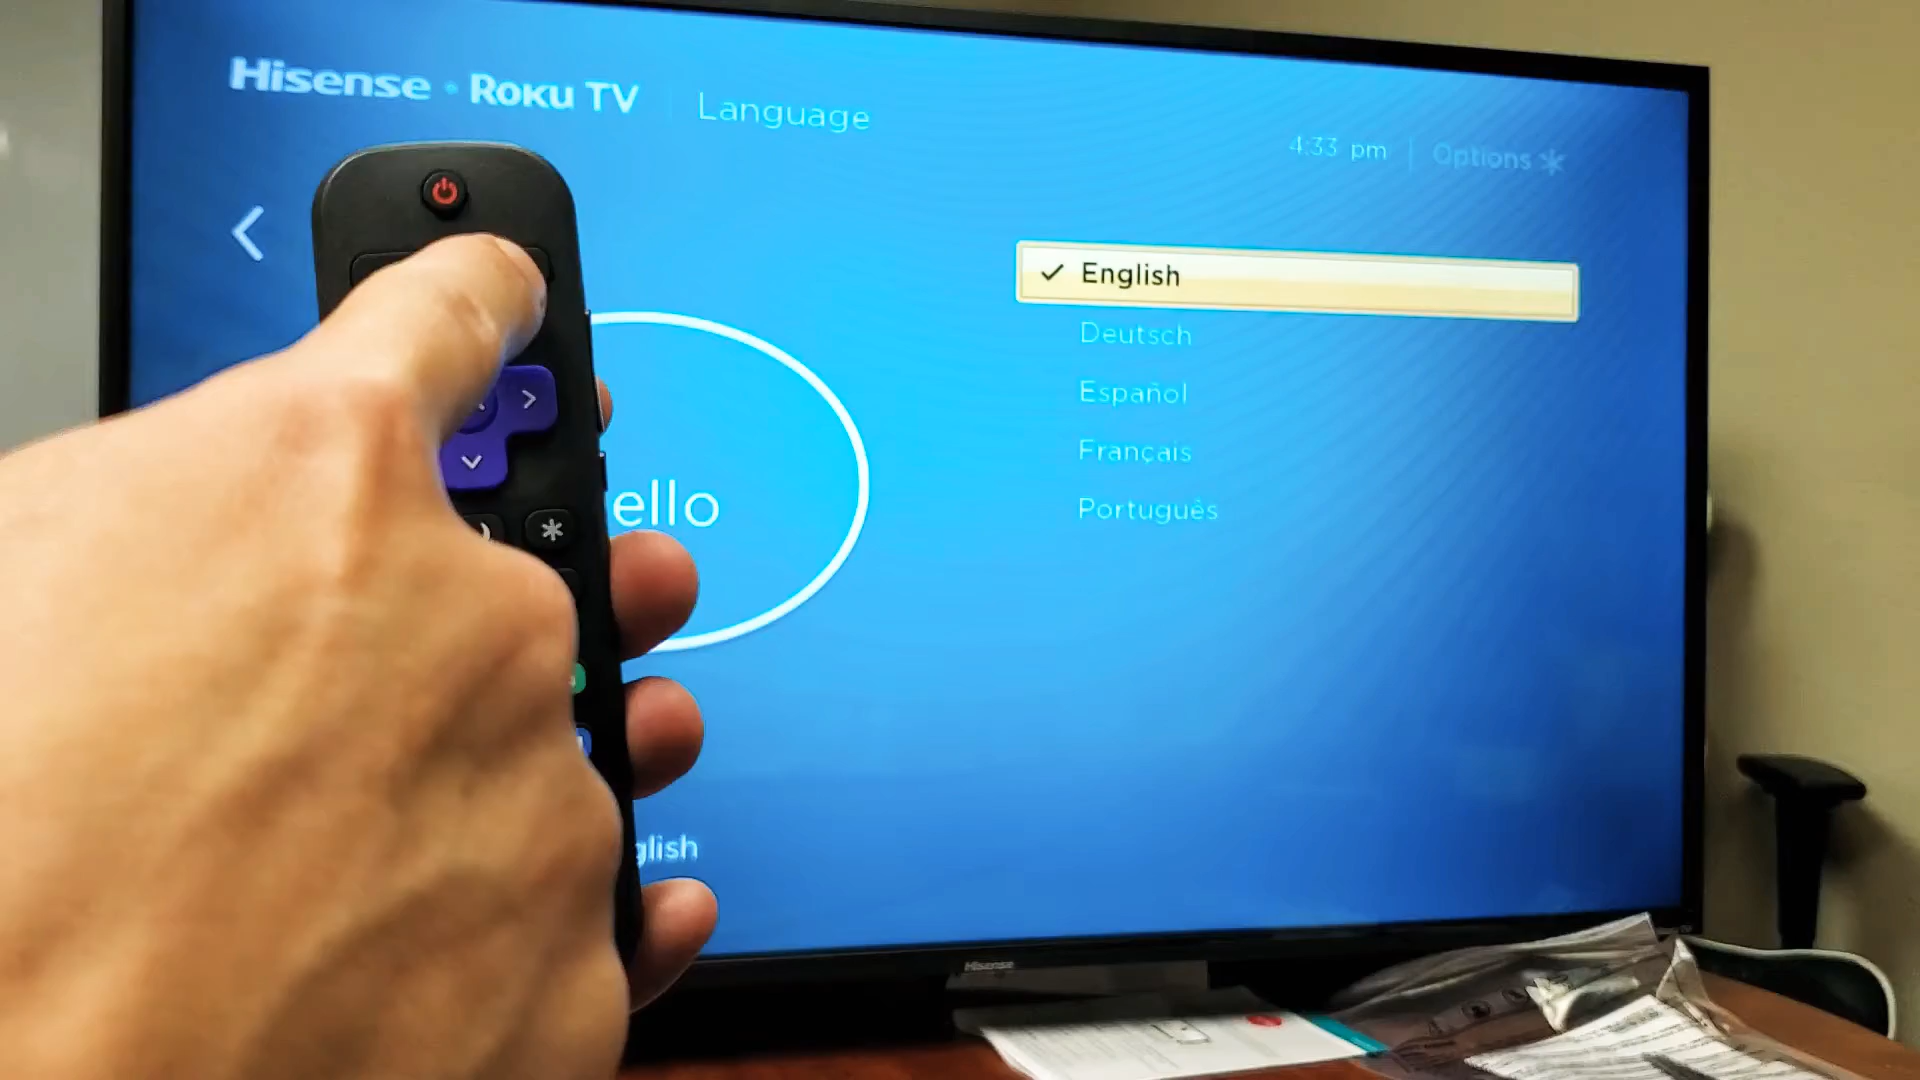 Hisense • Roku TV | Language
4:33 pm | Options *
English
Deutsch
Español
Français
Português
ello
glish
Hisense